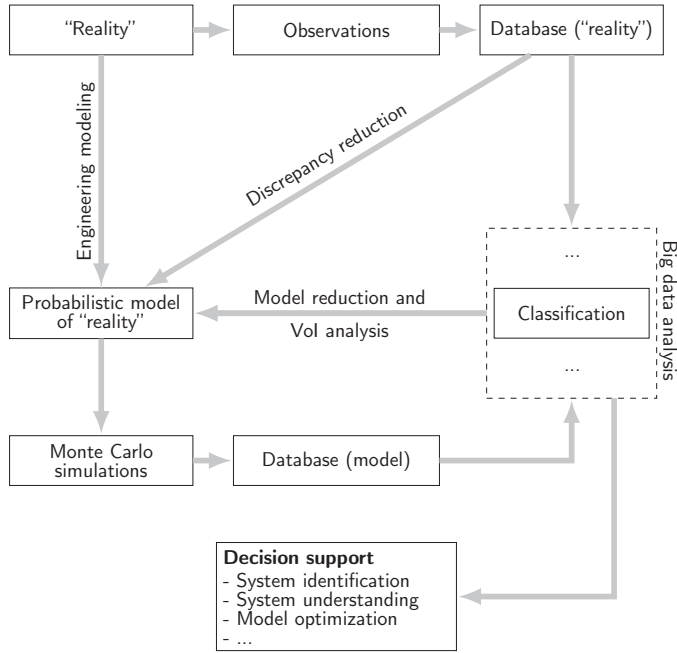 “Reality”
Observations
Database (“reality”)
Engineering modeling
Discrepancy reduction
...
Classification
...
Big data analysis
Model reduction and
VoI analysis
Probabilistic model
of “reality”
Monte Carlo
simulations
Database (model)
Decision support
- System identification
- System understanding
- Model optimization
- ...